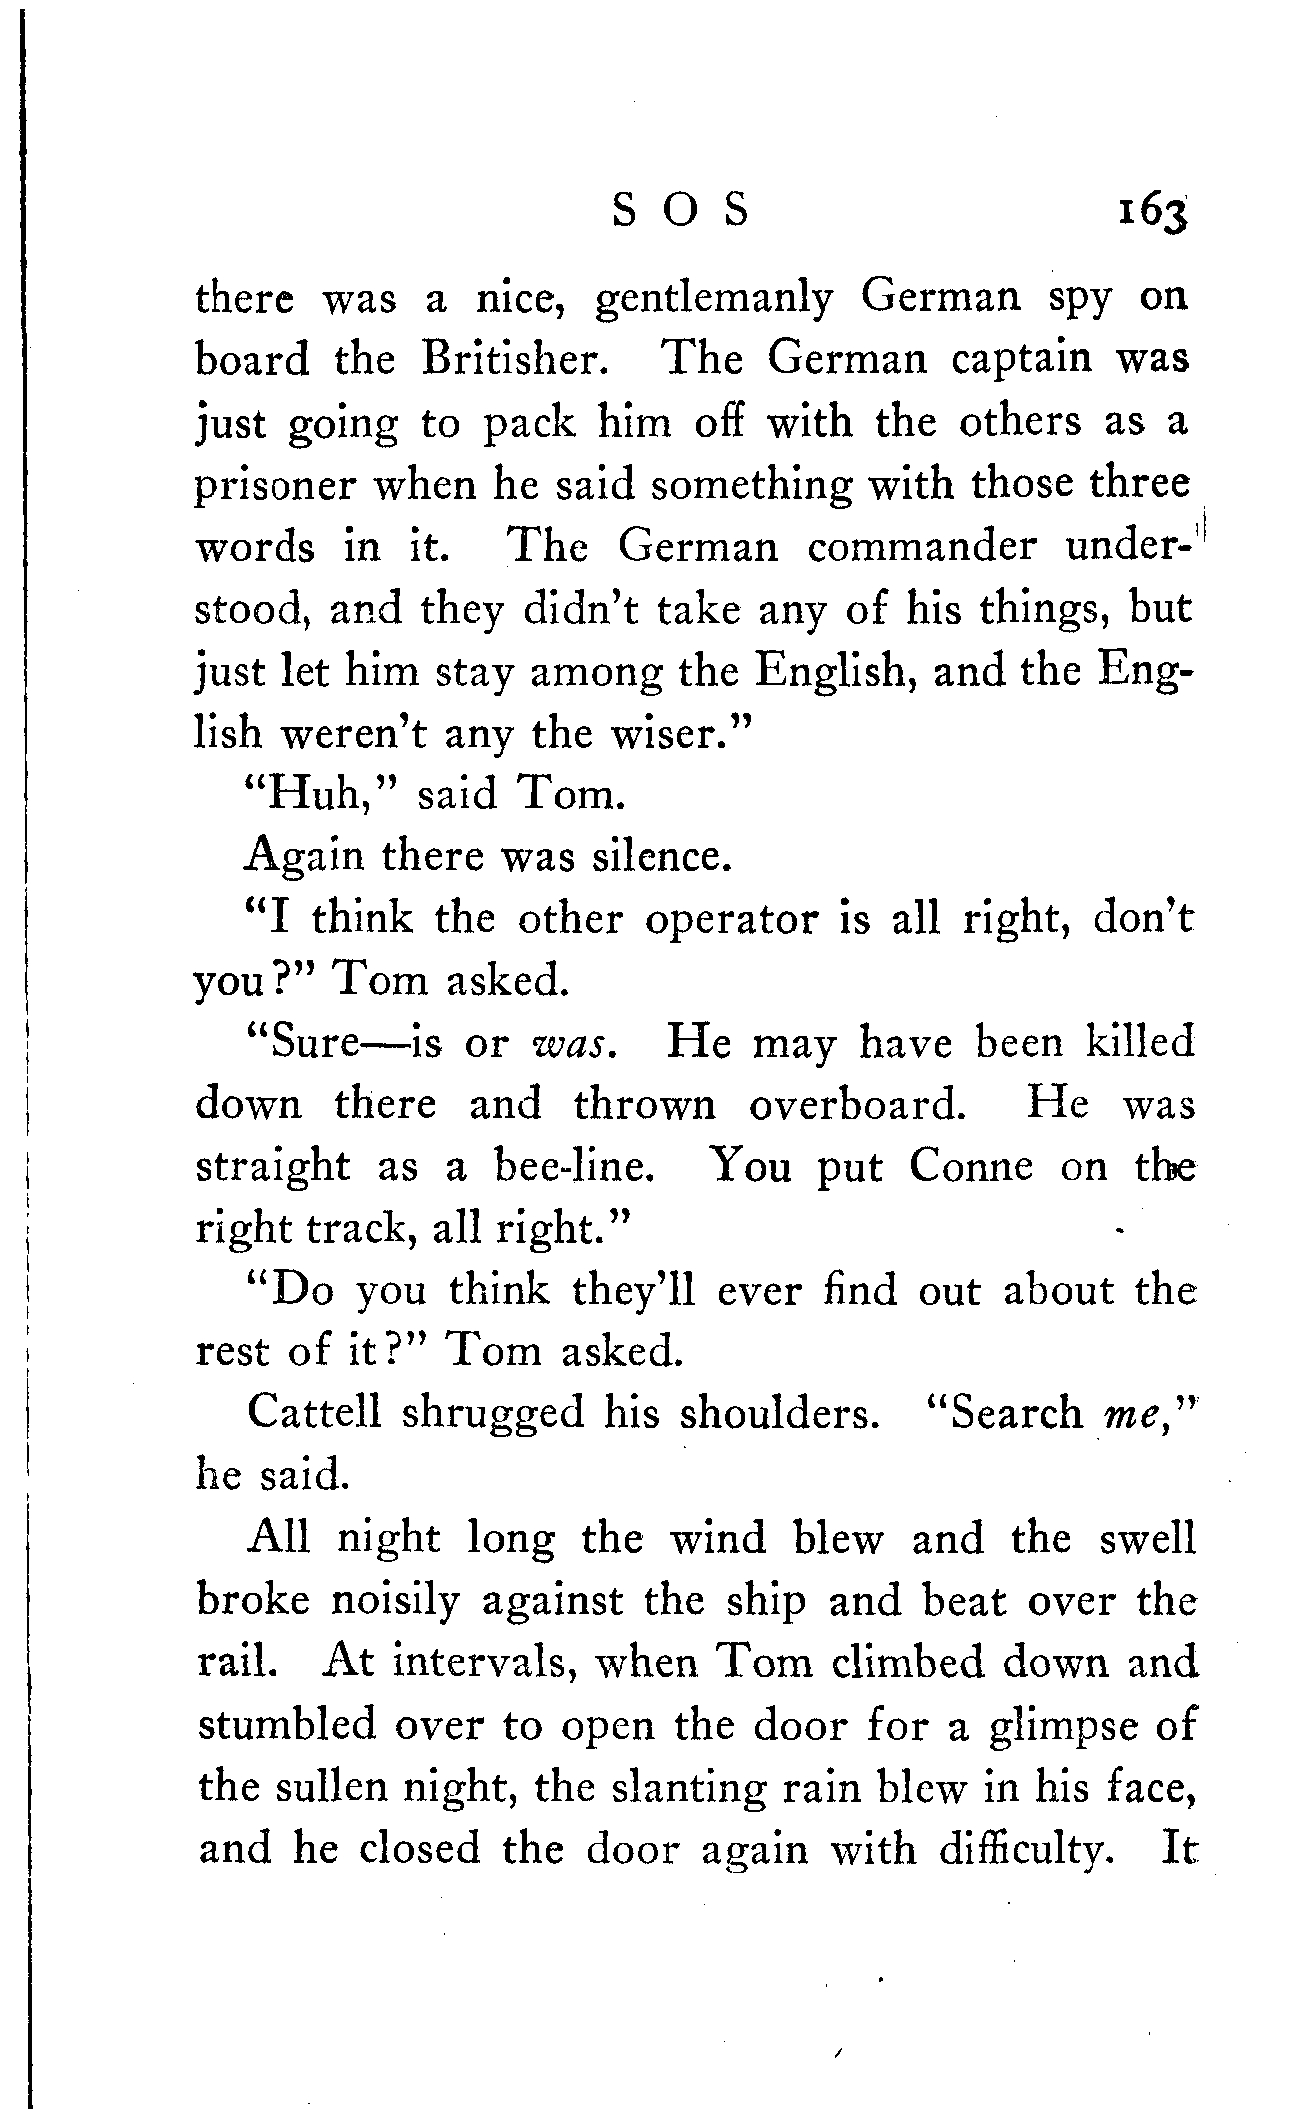 S O S 163
there was a nice, gentlemanly German spy on
board the Britisher. The German captain was
just going to pack him off with the others as a
prisoner when he said something with those three
words in it. The German commander under-
stood, and they didn't take any of his things, but
just let him stay among the English, and the Eng-
lish weren't any the wiser."
"Huh," said Tom.
Again there was silence.
"I think the other operator is all right, don't
you?" Tom asked.
"Sure—is or was. He may have been killed
down there and thrown overboard. He was
straight as a bee-line. You put Conne on the
right track, all right."
"Do you think they'll ever find out about the
rest of it?" Tom asked.
Cattell shrugged his shoulders. "Search me,"
he said.
All night long the wind blew and the swell
broke noisily against the ship and beat over the
rail. At intervals, when Tom climbed down and
stumbled over to open the door for a glimpse of
the sullen night, the slanting rain blew in his face,
and he closed the door again with difficulty. It